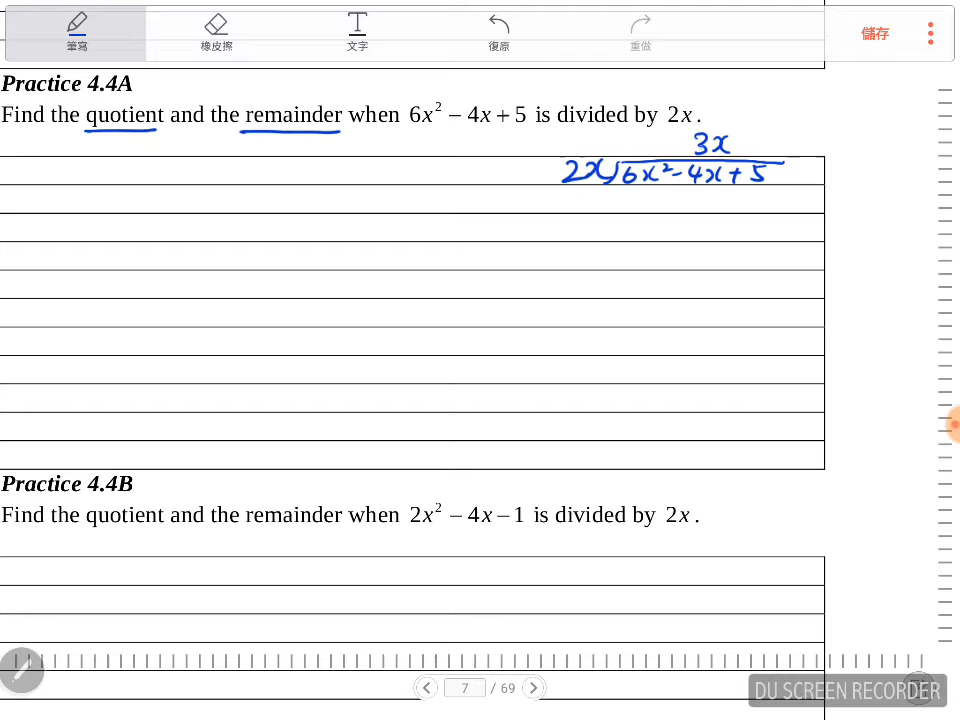 筆寫 橡皮擦 文字 復原 重做 儲存
Practice 4.4A
Find the quotient and the remainder when 6x² − 4x + 5 is divided by 2x.
3x
2x)6x² - 4x + 5
Practice 4.4B
Find the quotient and the remainder when 2x² − 4x − 1 is divided by 2x.
7 / 69
DU SCREEN RECORDER